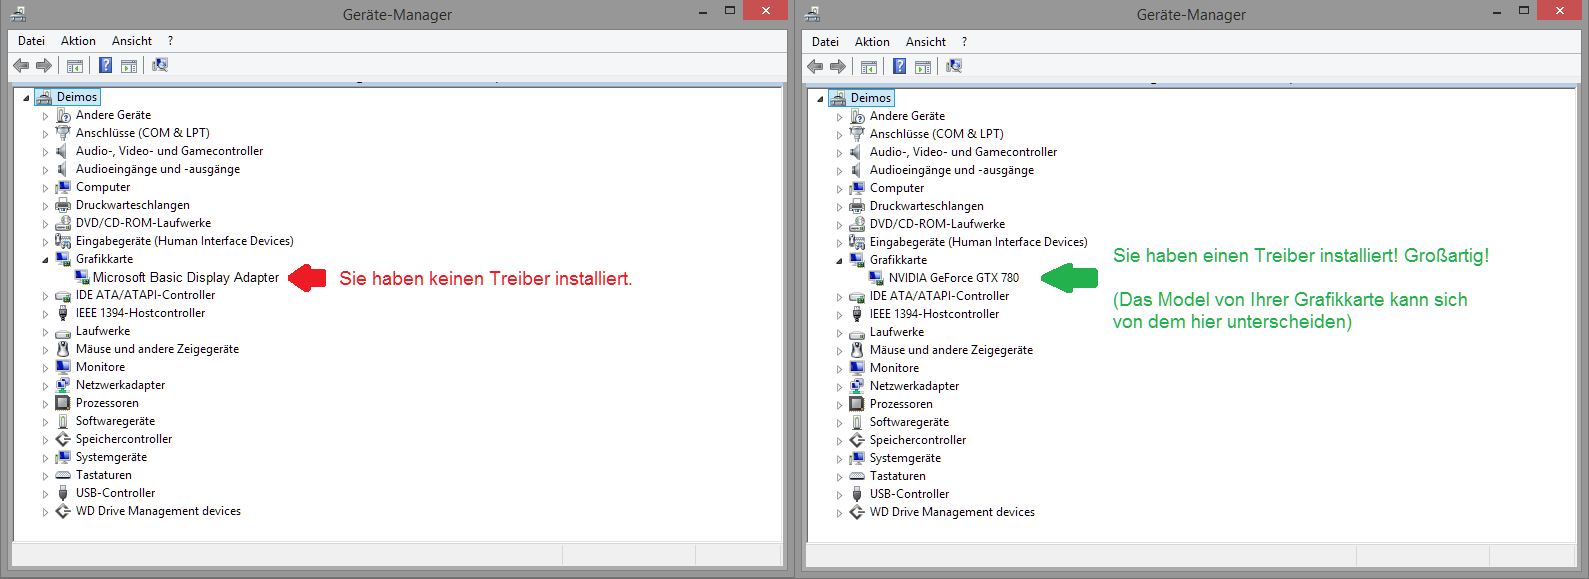 Geräte-Manager
Datei Aktion Ansicht ?
Deimos
Andere Geräte
Anschlüsse (COM & LPT)
Audio-, Video- und Gamecontroller
Audioeingänge und -ausgänge
Computer
Druckwarteschlangen
DVD/CD-ROM-Laufwerke
Eingabegeräte (Human Interface Devices)
Grafikkarte
Microsoft Basic Display Adapter
Sie haben keinen Treiber installiert.
IDE ATA/ATAPI-Controller
IEEE 1394-Hostcontroller
Laufwerke
Mäuse und andere Zeigegeräte
Monitore
Netzwerkadapter
Prozessoren
Softwaregeräte
Speichercontroller
Systemgeräte
Tastaturen
USB-Controller
WD Drive Management devices
Geräte-Manager
Datei Aktion Ansicht ?
Deimos
Andere Geräte
Anschlüsse (COM & LPT)
Audio-, Video- und Gamecontroller
Audioeingänge und -ausgänge
Computer
Druckwarteschlangen
DVD/CD-ROM-Laufwerke
Eingabegeräte (Human Interface Devices)
Grafikkarte
NVIDIA GeForce GTX 780
Sie haben einen Treiber installiert! Großartig!
(Das Model von Ihrer Grafikkarte kann sich
von dem hier unterscheiden)
IDE ATA/ATAPI-Controller
IEEE 1394-Hostcontroller
Laufwerke
Mäuse und andere Zeigegeräte
Monitore
Netzwerkadapter
Prozessoren
Softwaregeräte
Speichercontroller
Systemgeräte
Tastaturen
USB-Controller
WD Drive Management devices